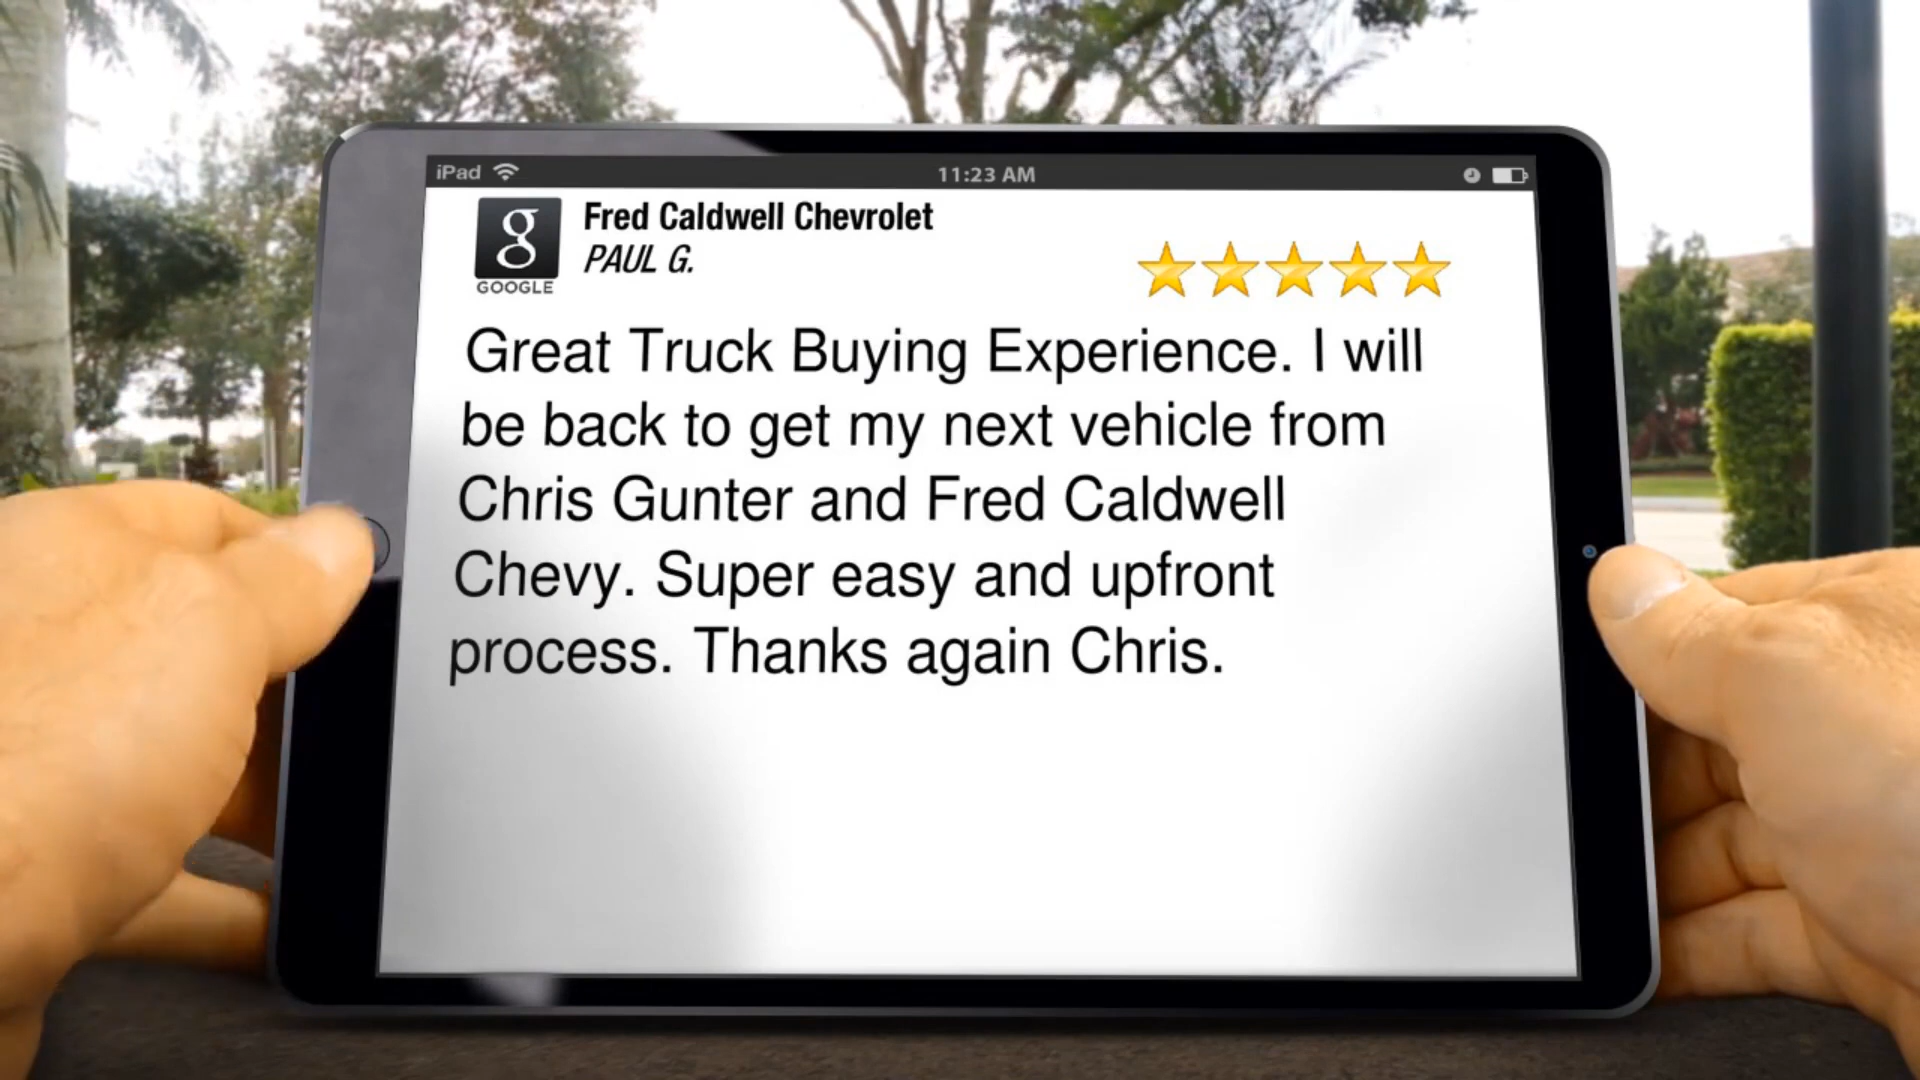 iPad
11:23 AM
Fred Caldwell Chevrolet
PAUL G.
g
GOOGLE
Great Truck Buying Experience. I will
be back to get my next vehicle from
Chris Gunter and Fred Caldwell
Chevy. Super easy and upfront
process. Thanks again Chris.